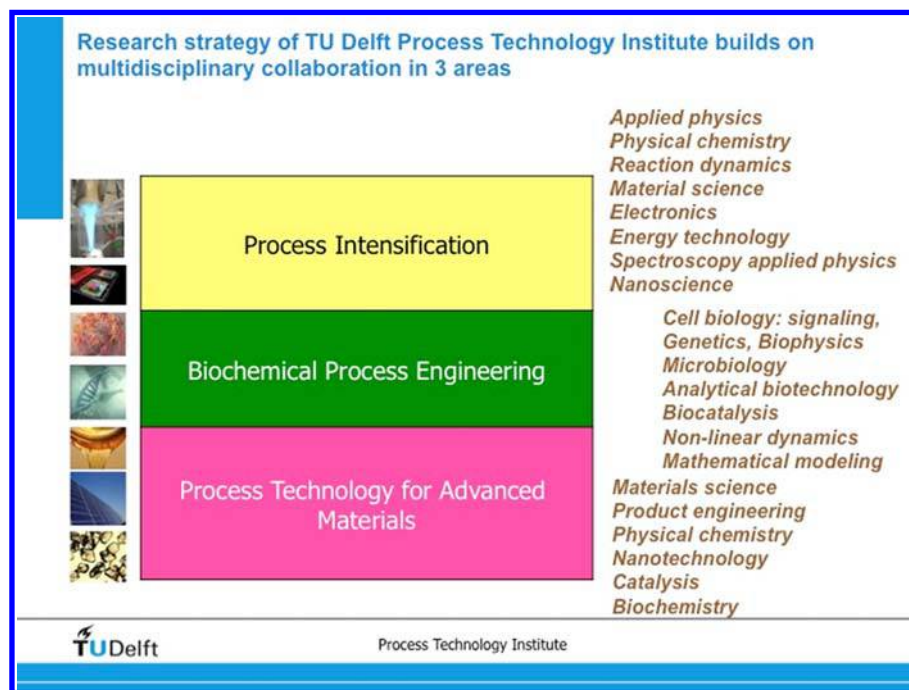 Research strategy of TU Delft Process Technology Institute builds on
multidisciplinary collaboration in 3 areas
Process Intensification
Biochemical Process Engineering
Process Technology for Advanced
Materials
Applied physics
Physical chemistry
Reaction dynamics
Material science
Electronics
Energy technology
Spectroscopy applied physics
Nanoscience
Cell biology: signaling,
Genetics, Biophysics
Microbiology
Analytical biotechnology
Biocatalysis
Non-linear dynamics
Mathematical modeling
Materials science
Product engineering
Physical chemistry
Nanotechnology
Catalysis
Biochemistry
TUDelft
Process Technology Institute